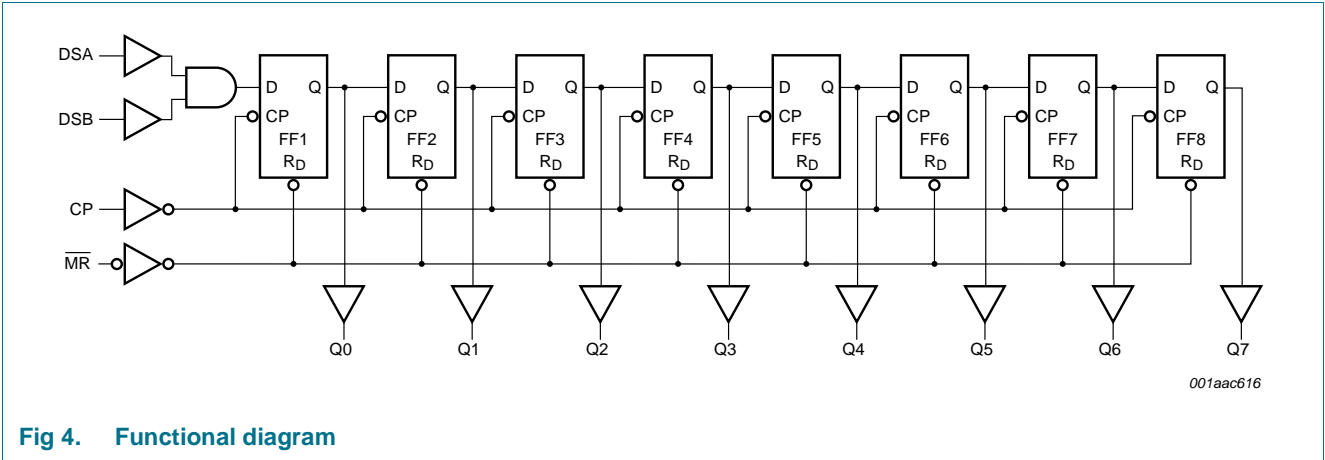 DSA
DSB
CP
M̅R̅
D Q
CP
FF1
RD
D Q
CP
FF2
RD
D Q
CP
FF3
RD
D Q
CP
FF4
RD
D Q
CP
FF5
RD
D Q
CP
FF6
RD
D Q
CP
FF7
RD
D Q
CP
FF8
RD
Q0 Q1 Q2 Q3 Q4 Q5 Q6 Q7
001aac616
Fig 4. Functional diagram